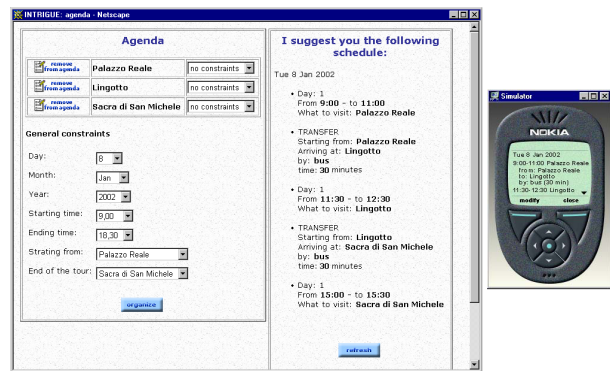 INTRIGUE: agenda - Netscape
Agenda
remove from agenda
Palazzo Reale
no constraints
remove from agenda
Lingotto
no constraints
remove from agenda
Sacra di San Michele
no constraints
General constraints
Day: 8
Month: Jan
Year: 2002
Starting time: 9,00
Ending time: 18,30
Strating from: Palazzo Reale
End of the tour: Sacra di San Michele
organize
I suggest you the following
schedule:
Tue 8 Jan 2002
• Day: 1
From 9:00 - to 11:00
What to visit: Palazzo Reale
• TRANSFER
Starting from: Palazzo Reale
Arriving at: Lingotto
by: bus
time: 30 minutes
• Day: 1
From 11:30 - to 12:30
What to visit: Lingotto
• TRANSFER
Starting from: Lingotto
Arriving at: Sacra di San Michele
by: bus
time: 30 minutes
• Day: 1
From 15:00 - to 15:30
What to visit: Sacra di San Michele
refresh
Simulator
NOKIA
Tue 8 Jan 2002
9:00-11:00 Palazzo Reale
from: Palazzo Reale
to: Lingotto
by: bus (30 min)
11:30-12:30 Lingotto
modify close